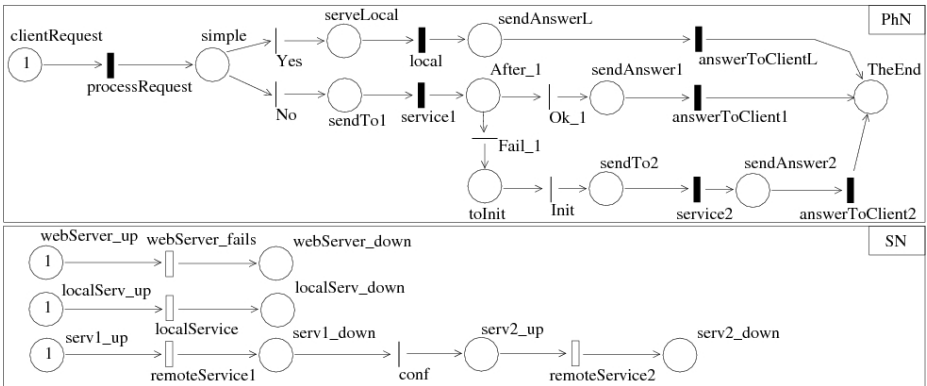 PhN
serveLocal
sendAnswerL
clientRequest
simple
1
Yes
local
answerToClientL
processRequest
After_1
sendAnswer1
TheEnd
No
sendTo1
service1
Ok_1
answerToClient1
Fail_1
sendTo2
sendAnswer2
toInit
Init
service2
answerToClient2
SN
webServer_up
webServer_fails
webServer_down
1
localServ_up
localServ_down
1
localService
serv1_up
serv1_down
serv2_up
serv2_down
1
remoteService1
conf
remoteService2